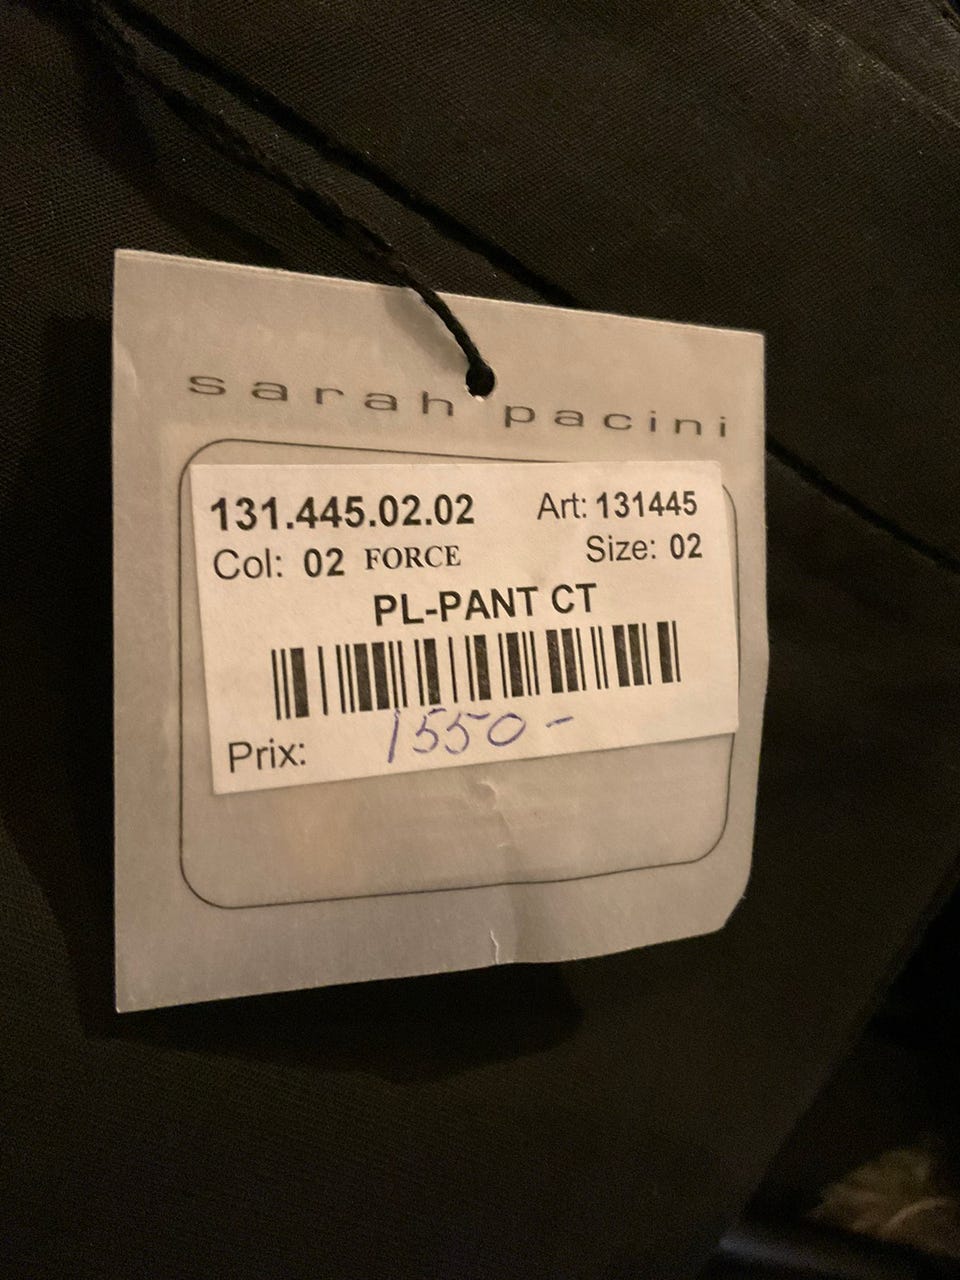 sarah pacini
131.445.02.02 Art: 131445
Col: 02 FORCE Size: 02
PL-PANT CT
Prix: 1550-